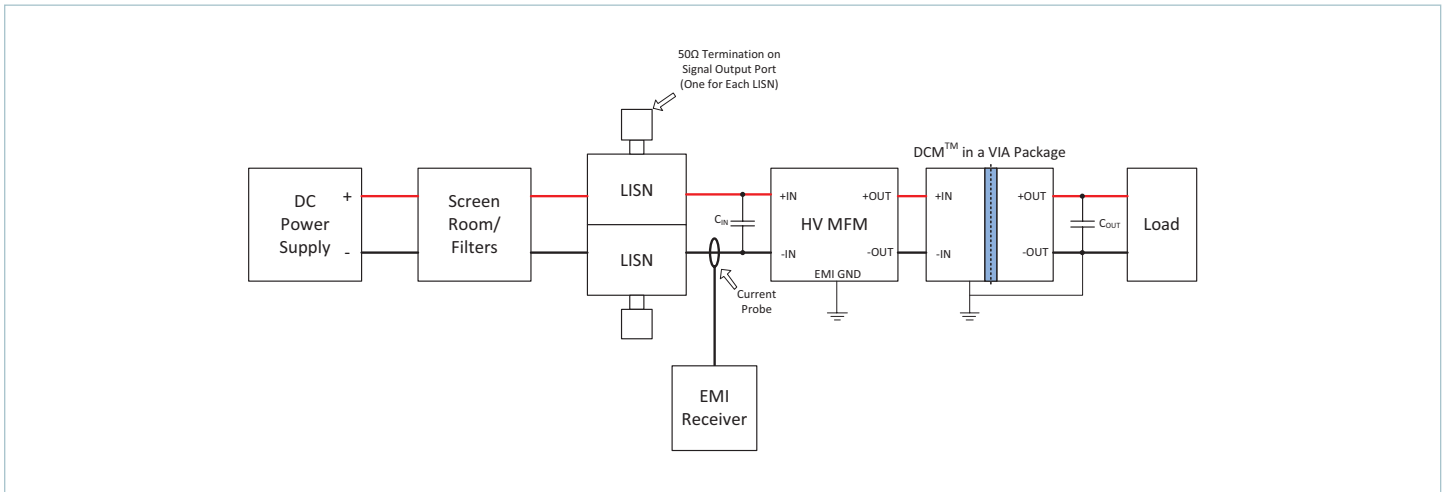 50Ω Termination on
Signal Output Port
(One for Each LISN)
DCM™ in a VIA Package
DC
Power
Supply
+
-
Screen
Room/
Filters
LISN
LISN
CIN
Current
Probe
EMI
Receiver
+IN
+OUT
HV MFM
-IN
-OUT
EMI GND
+IN
+OUT
-IN
-OUT
COUT
Load